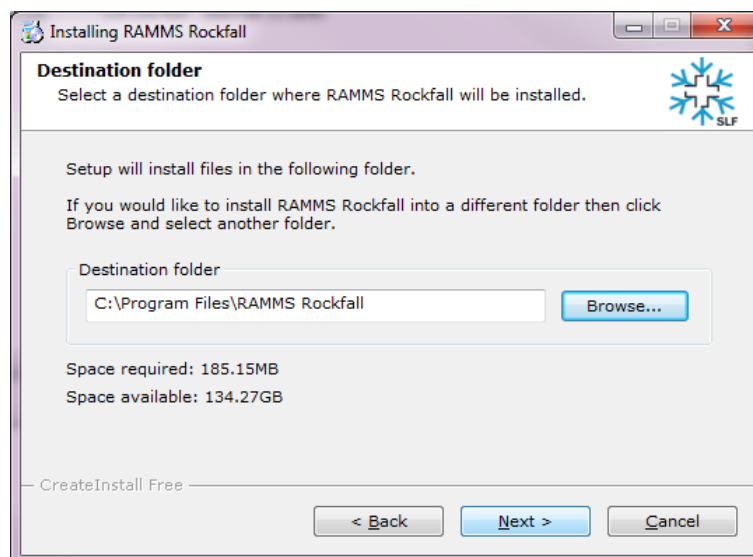 Installing RAMMS Rockfall
Destination folder
Select a destination folder where RAMMS Rockfall will be installed.
SLF
Setup will install files in the following folder.
If you would like to install RAMMS Rockfall into a different folder then click
Browse and select another folder.
Destination folder
C:\Program Files\RAMMS Rockfall
Browse...
Space required: 185.15MB
Space available: 134.27GB
CreateInstall Free
< Back
Next >
Cancel